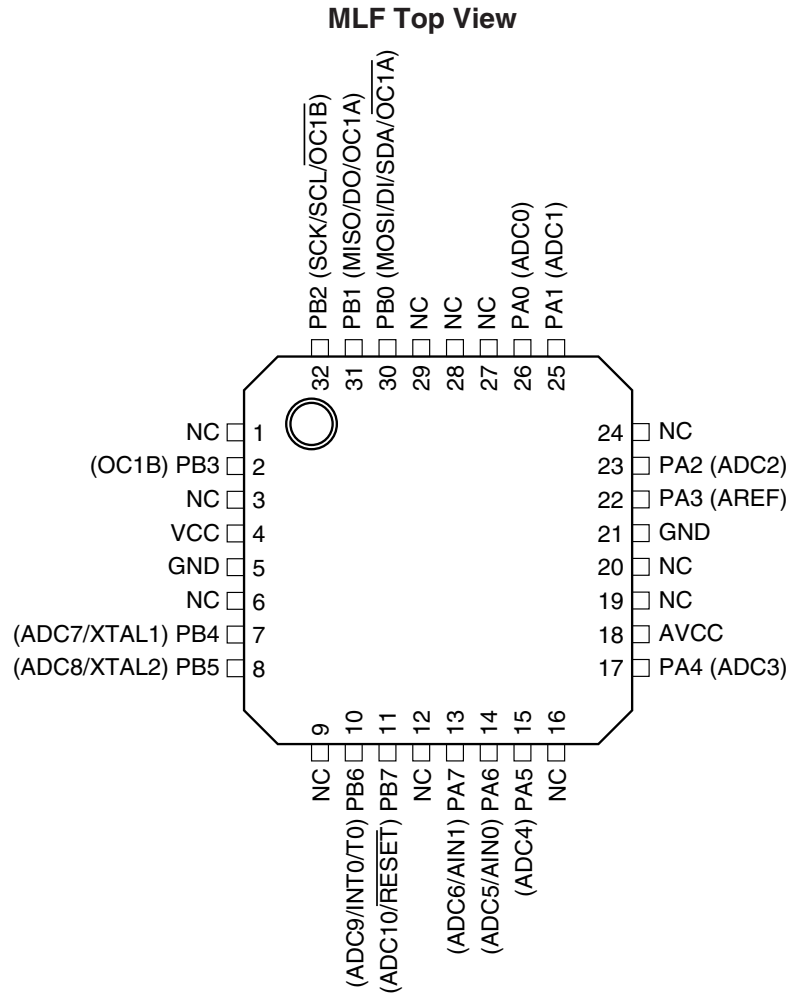 MLF Top View
PB2 (SCK/SCL/OC1B)
PB1 (MISO/DO/OC1A)
PB0 (MOSI/DI/SDA/OC1A)
NC
NC
NC
PA0 (ADC0)
PA1 (ADC1)
32
31
30
29
28
27
26
25
NC 1
(OC1B) PB3 2
NC 3
VCC 4
GND 5
NC 6
(ADC7/XTAL1) PB4 7
(ADC8/XTAL2) PB5 8
24 NC
23 PA2 (ADC2)
22 PA3 (AREF)
21 GND
20 NC
19 NC
18 AVCC
17 PA4 (ADC3)
9
10
11
12
13
14
15
16
NC
(ADC9/INT0/T0) PB6
(ADC10/RESET) PB7
NC
(ADC6/AIN1) PA7
(ADC5/AIN0) PA6
(ADC4) PA5
NC